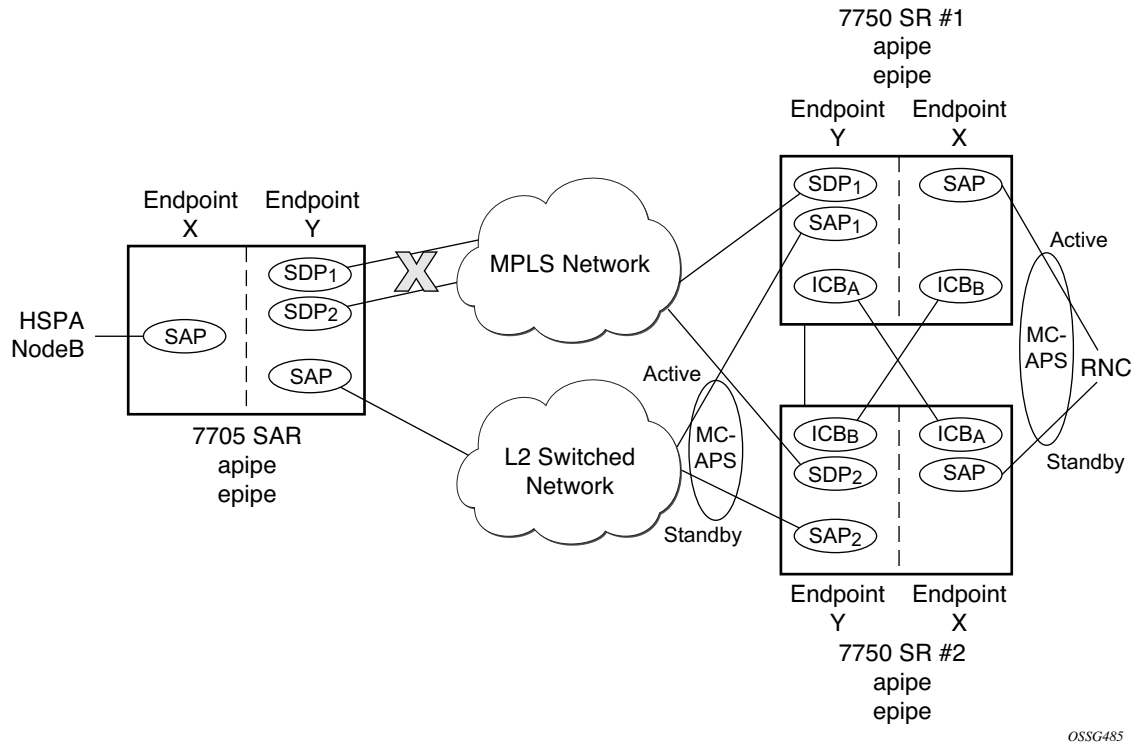 7750 SR #1
apipe
epipe
Endpoint
Y
Endpoint
X
SDP1
SAP
SAP1
ICBA
ICBB
Endpoint
X
Endpoint
Y
SDP1
SDP2
SAP
SAP
HSPA
NodeB
7705 SAR
apipe
epipe
X
MPLS Network
L2 Switched
Network
Active
MC-
APS
Standby
Active
MC-
APS
RNC
Standby
ICBB
ICBA
SDP2
SAP
SAP2
Endpoint
Y
Endpoint
X
7750 SR #2
apipe
epipe
OSSG485